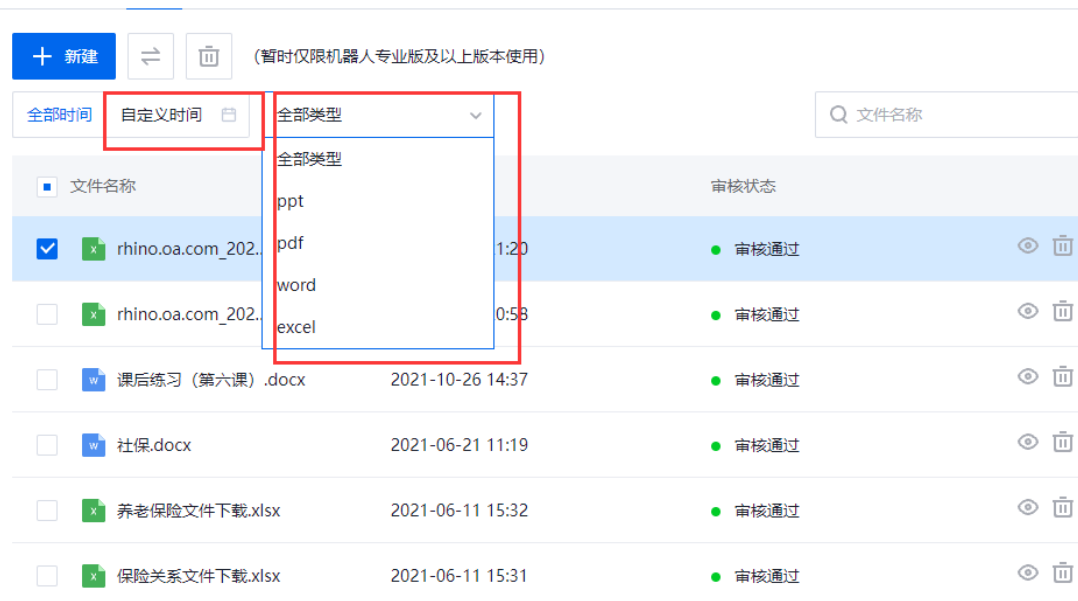 新建 (暂时仅限机器人专业版及以上版本使用)
全部时间 自定义时间 全部类型 文件名称
全部类型
文件名称 审核状态
ppt
pdf
rhino.oa.com_202... 1:20 审核通过
word
rhino.oa.com_202... 0:58 审核通过
excel
课后练习（第六课）.docx 2021-10-26 14:37 审核通过
社保.docx 2021-06-21 11:19 审核通过
养老保险文件下载.xlsx 2021-06-11 15:32 审核通过
保险关系文件下载.xlsx 2021-06-11 15:31 审核通过